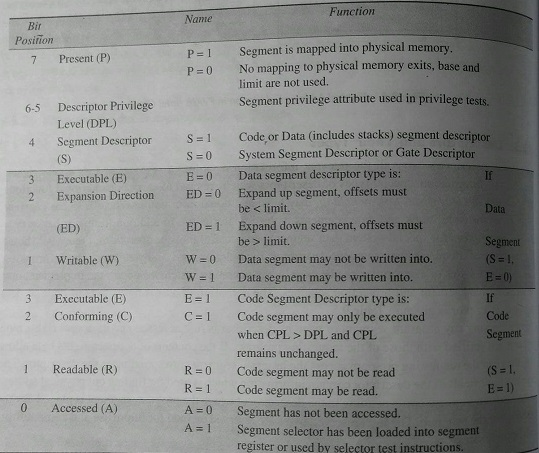 Bit Position Name Function
7 Present (P) P = 1 Segment is mapped into physical memory.
P = 0 No mapping to physical memory exits, base and
limit are not used.
6-5 Descriptor Privilege Segment privilege attribute used in privilege tests.
Level (DPL)
4 Segment Descriptor S = 1 Code or Data (includes stacks) segment descriptor
(S) S = 0 System Segment Descriptor or Gate Descriptor
3 Executable (E) E = 0 Data segment descriptor type is: If
2 Expansion Direction ED = 0 Expand up segment, offsets must
be < limit. Data
(ED) ED = 1 Expand down segment, offsets must
be > limit. Segment
1 Writable (W) W = 0 Data segment may not be written into. (S = 1,
W = 1 Data segment may be written into. E = 0)
3 Executable (E) E = 1 Code Segment Descriptor type is: If
2 Conforming (C) C = 1 Code segment may only be executed Code
when CPL > DPL and CPL Segment
remains unchanged.
1 Readable (R) R = 0 Code segment may not be read (S = 1,
R = 1 Code segment may be read. E = 1)
0 Accessed (A) A = 0 Segment has not been accessed.
A = 1 Segment selector has been loaded into segment
register or used by selector test instructions.